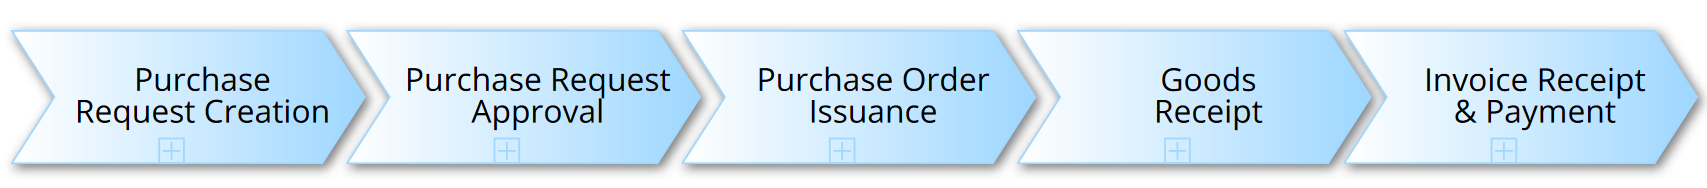 Purchase
Request Creation
Purchase Request
Approval
Purchase Order
Issuance
Goods
Receipt
Invoice Receipt
& Payment